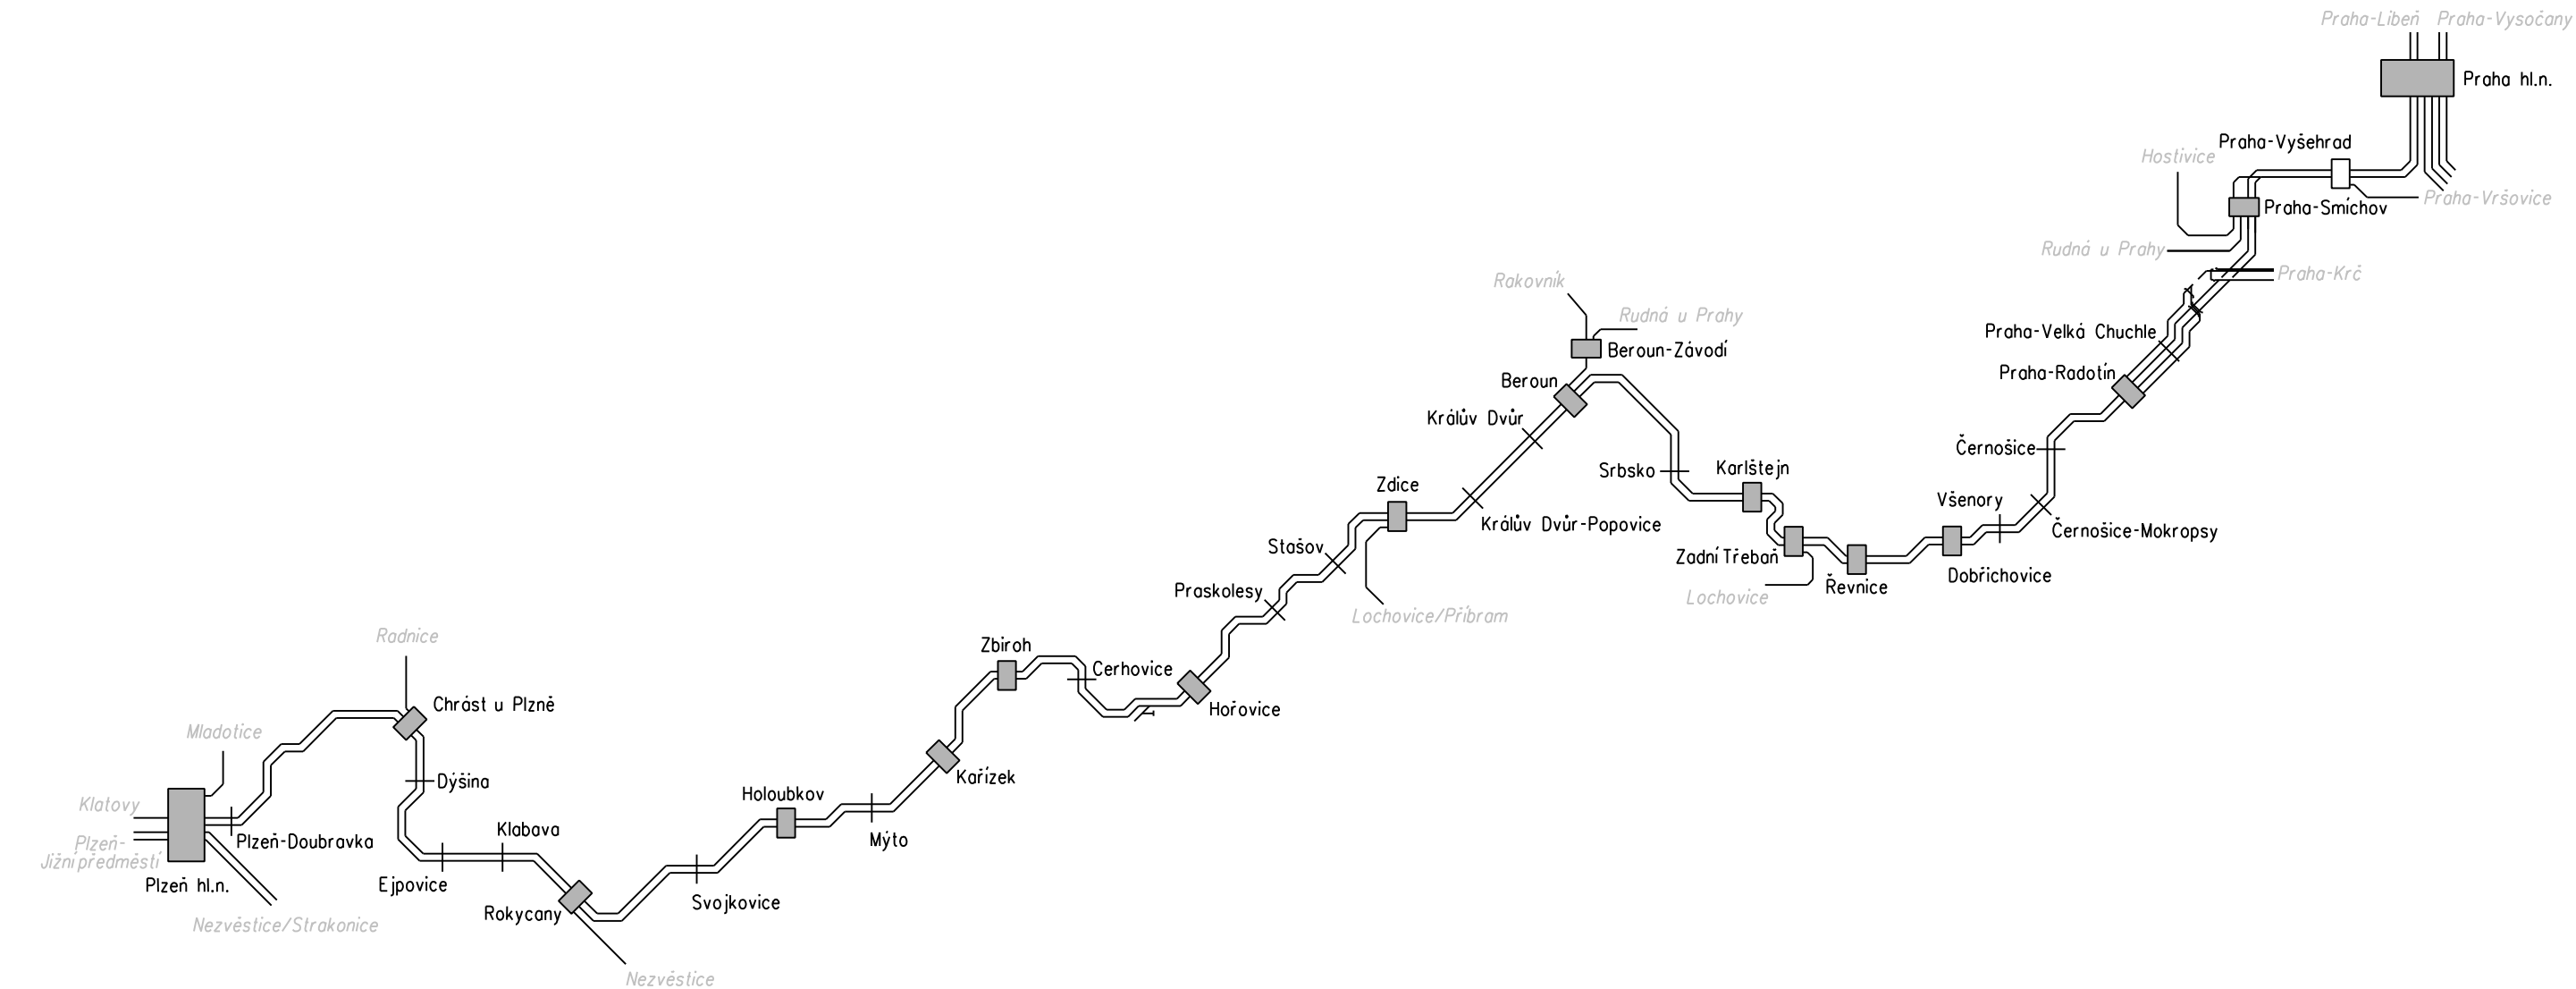 Praha-Libeň
Praha-Vysočany
Praha hl.n.
Praha-Vyšehrad
Hostivice
Praha-Vršovice
Praha-Smíchov
Rudná u Prahy
Praha-Krč
Rakovník
Rudná u Prahy
Praha-Velká Chuchle
Beroun-Závodí
Praha-Radotín
Beroun
Králův Dvůr
Černošice
Srbsko
Karlštejn
Zdice
Všenory
Králův Dvůr-Popovice
Černošice-Mokropsy
Stašov
Zadní Třebaň
Dobřichovice
Řevnice
Praskolesy
Lochovice
Lochovice/Příbram
Radnice
Zbiroh
Cerhovice
Chrást u Plzně
Hořovice
Mladotice
Kařízek
Dýšina
Holoubkov
Klatovy
Klabava
Mýto
Plzeň-Doubravka
Plzeň-
Jižní předměstí
Plzeň hl.n.
Ejpovice
Svojkovice
Rokycany
Nezvěstice/Strakonice
Nezvěstice